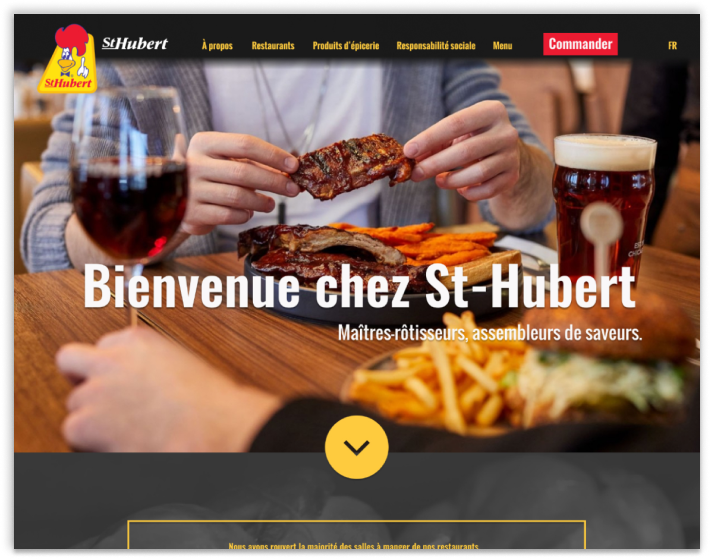 StHubert
StHubert
À propos
Restaurants
Produits d'épicerie
Responsabilité sociale
Menu
Commander
FR
Bienvenue chez St-Hubert
Maîtres-rôtisseurs, assembleurs de saveurs.
Nous avons rouvert la majorité des salles à manger de nos restaurants